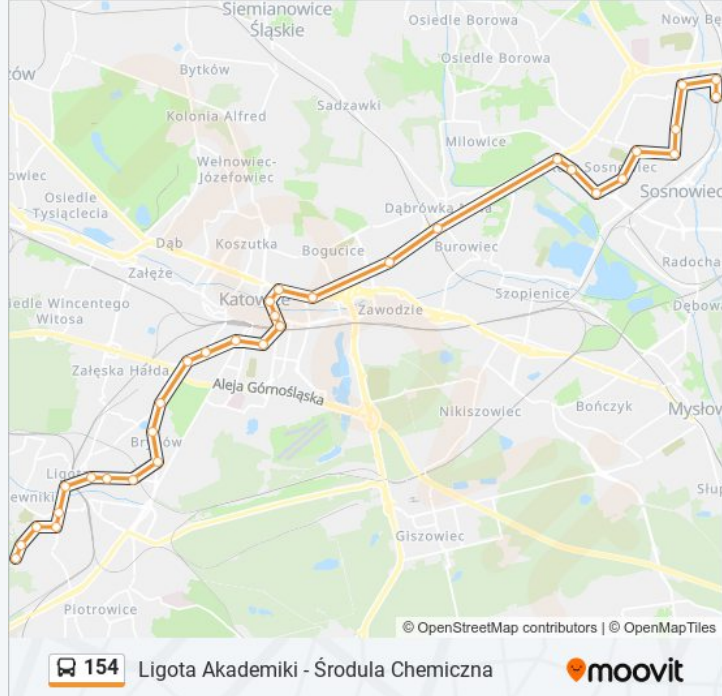 Siemianowice
Śląskie
Osiedle Borowa
Nowy Bę
zów
Bytków
Osiedle Borowa
Sadzawki
Kolonia Alfred
Milowice
Wełnowiec-
Józefowiec
Sosnowiec
owiec
Osiedle
Tysiąclecia
Dąbrówka
Sosnowiec
Dąb
Koszutka
Bogucice
Burowiec
Radocha
Załęże
Szopienice
iedle Wincentego
Witosa
Katowice
Zawodzie
Dębowa
Załęska Hałda
Aleja Górnośląska
Nikiszowiec
Bończyk
Mysłow
Brynów
Ligota
ewniki
Słup
Giszowiec
Piotrowice
© OpenStreetMap contributors | © OpenMapTiles
154 Ligota Akademiki - Środula Chemiczna
moovit